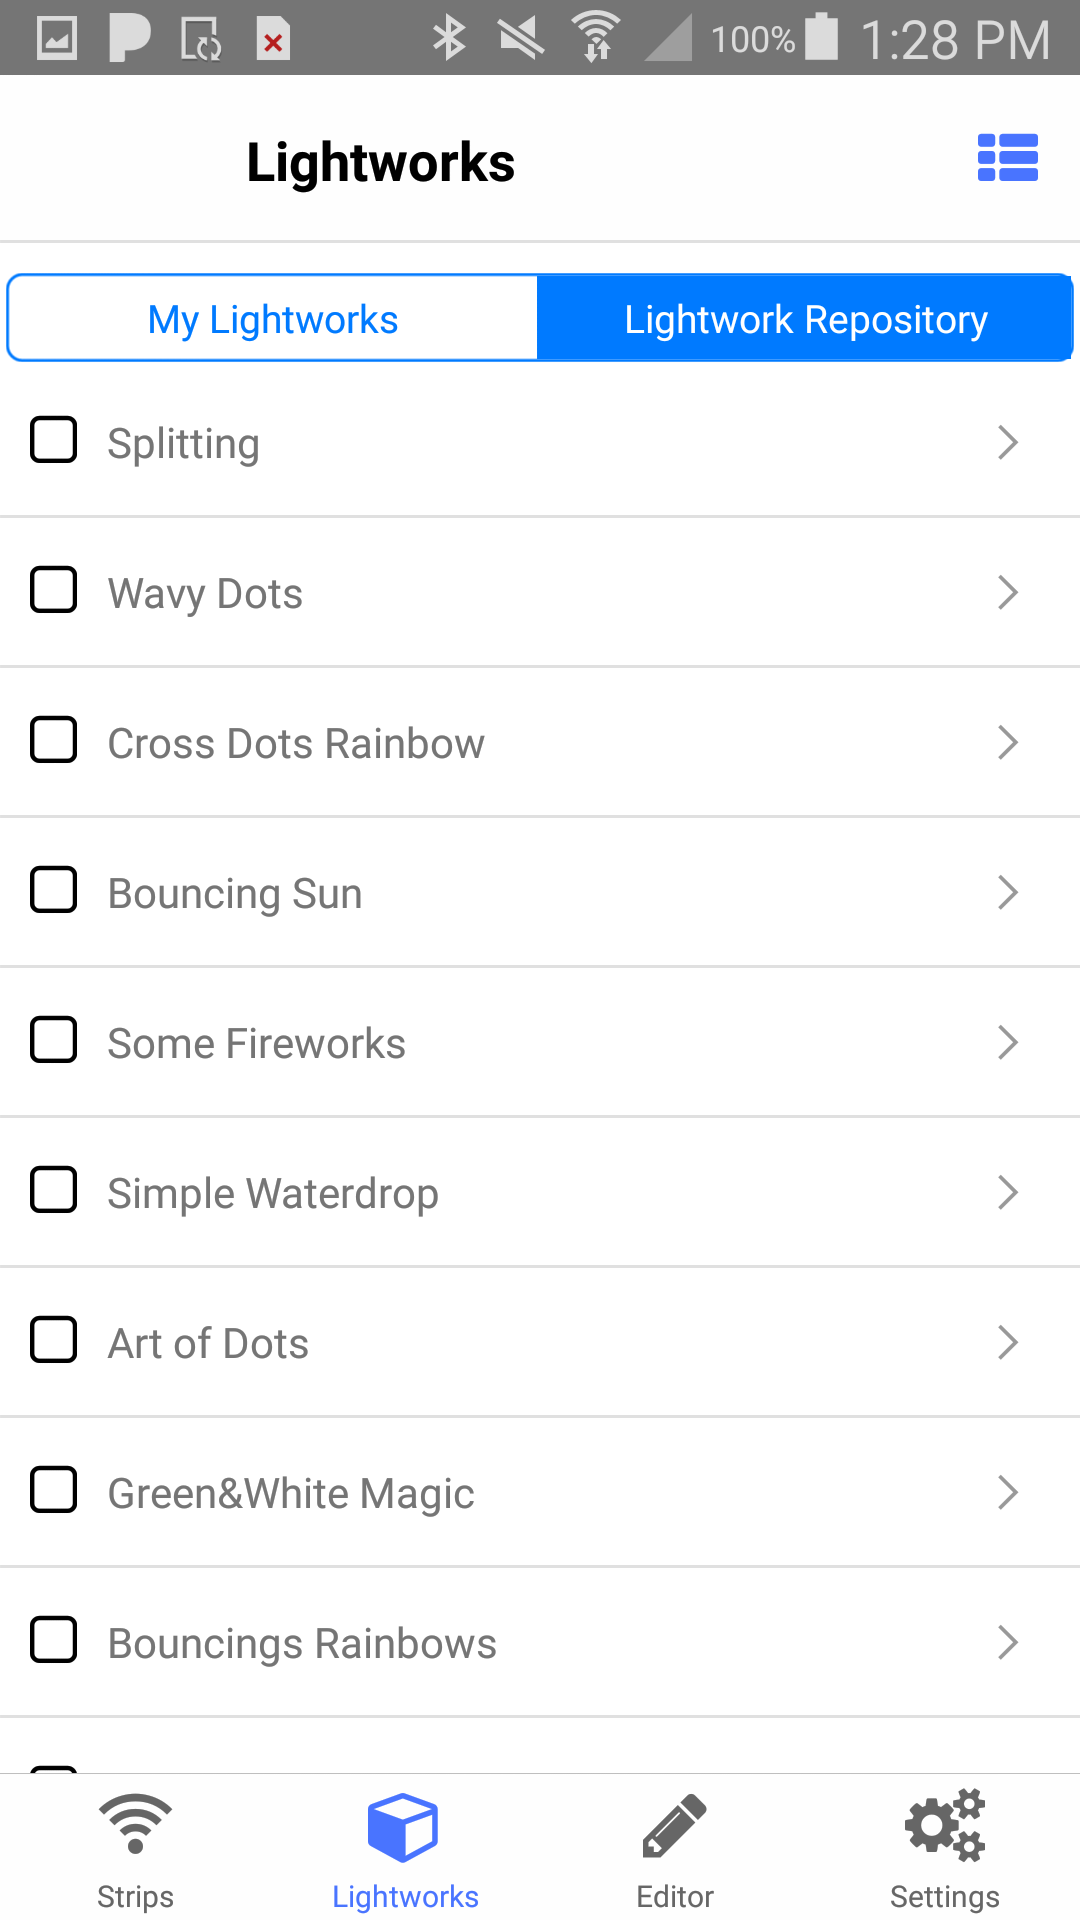 100% 1:28 PM
Lightworks
My Lightworks Lightwork Repository
Splitting
Wavy Dots
Cross Dots Rainbow
Bouncing Sun
Some Fireworks
Simple Waterdrop
Art of Dots
Green&White Magic
Bouncings Rainbows
Strips Lightworks Editor Settings